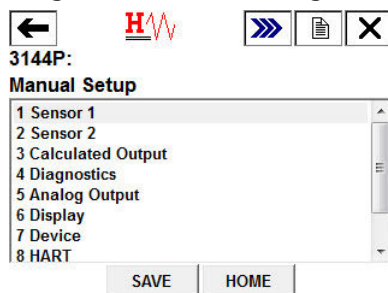 H
3144P:
Manual Setup
1 Sensor 1
2 Sensor 2
3 Calculated Output
4 Diagnostics
5 Analog Output
6 Display
7 Device
8 HART
SAVE HOME